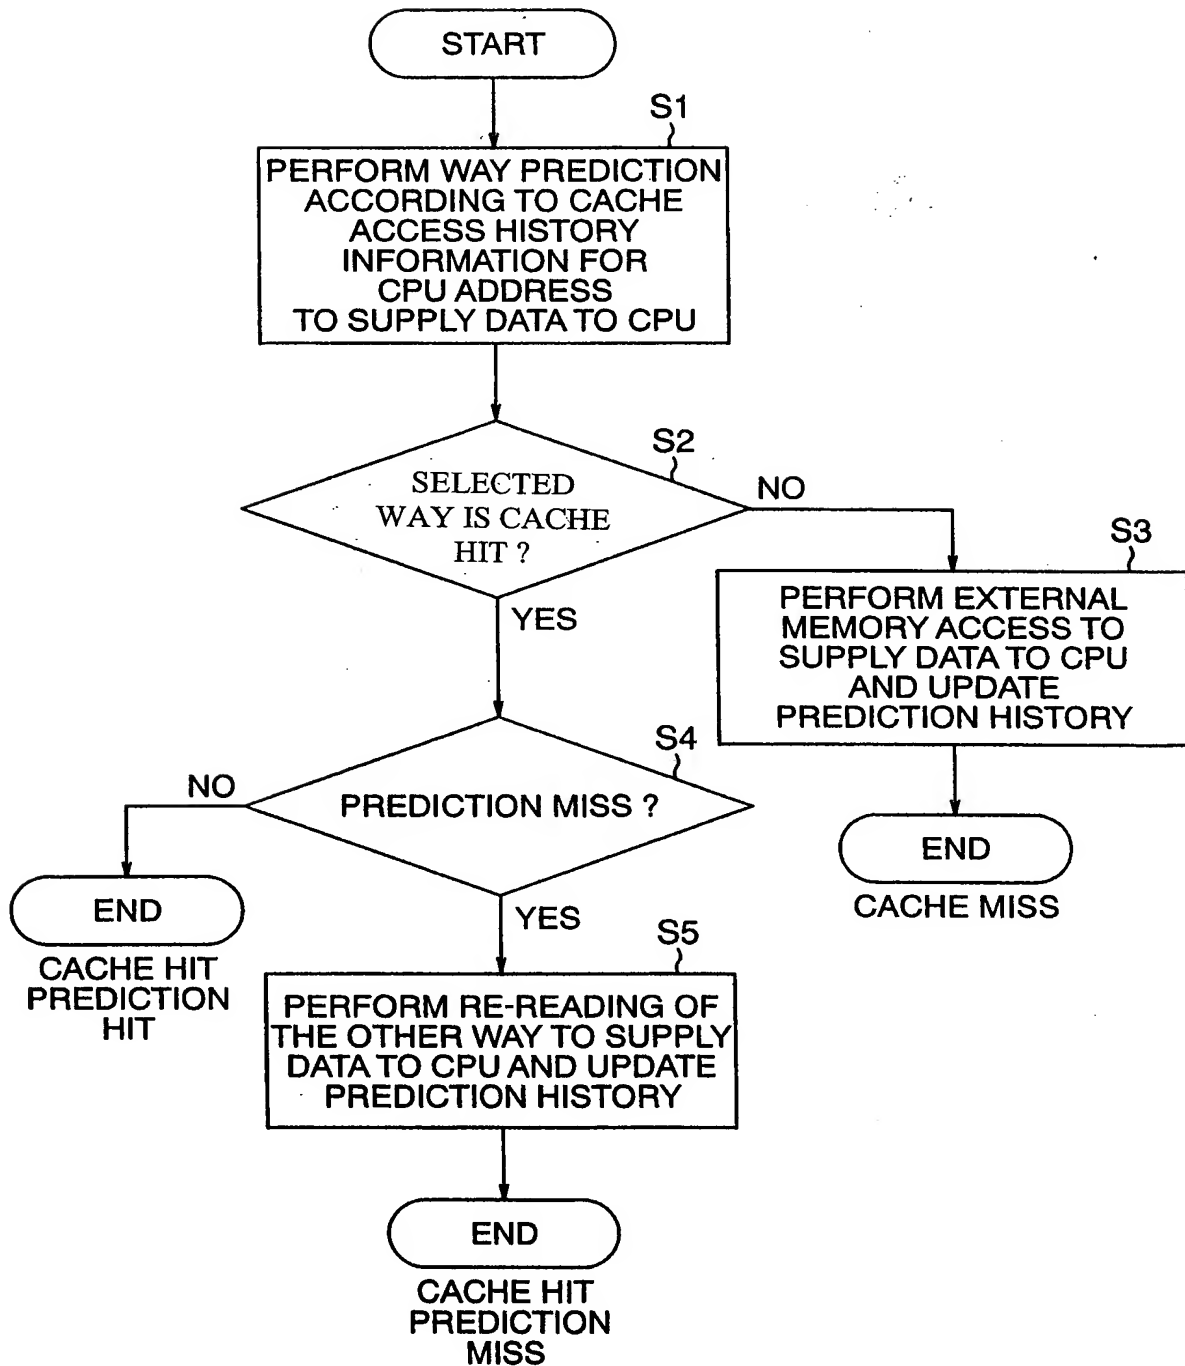 START
S1
PERFORM WAY PREDICTION
ACCORDING TO CACHE
ACCESS HISTORY
INFORMATION FOR
CPU ADDRESS
TO SUPPLY DATA TO CPU
S2
SELECTED
WAY IS CACHE
HIT ?
NO
YES
S3
PERFORM EXTERNAL
MEMORY ACCESS TO
SUPPLY DATA TO CPU
AND UPDATE
PREDICTION HISTORY
END
CACHE MISS
S4
PREDICTION MISS ?
NO
END
CACHE HIT
PREDICTION
HIT
YES
S5
PERFORM RE-READING OF
THE OTHER WAY TO SUPPLY
DATA TO CPU AND UPDATE
PREDICTION HISTORY
END
CACHE HIT
PREDICTION
MISS